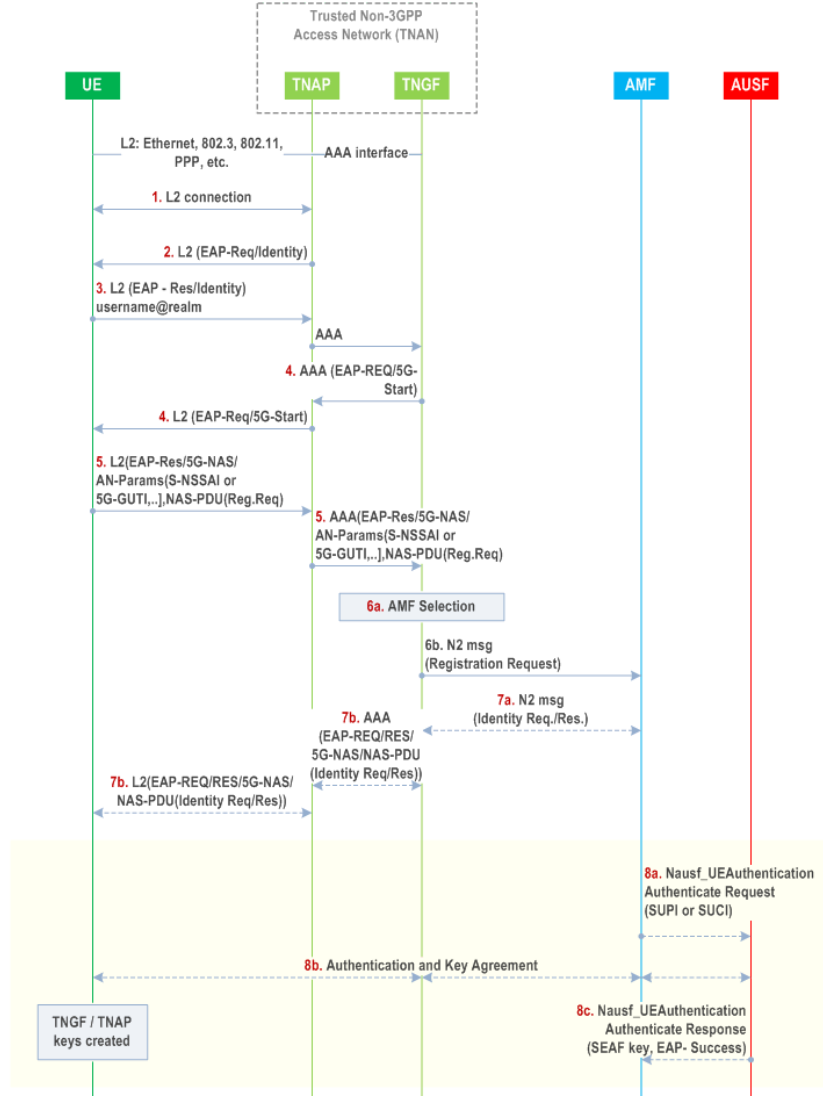 Trusted Non-3GPP
Access Network (TNAN)
UE
TNAP
TNGF
AMF
AUSF
L2: Ethernet, 802.3, 802.11,
PPP, etc.
AAA interface
1. L2 connection
2. L2 (EAP-Req/Identity)
3. L2 (EAP - Res/Identity)
username@realm
AAA
4. AAA (EAP-REQ/5G-
Start)
4. L2 (EAP-Req/5G-Start)
5. L2(EAP-Res/5G-NAS/
AN-Params(S-NSSAI or
5G-GUTI,..],NAS-PDU(Reg.Req)
5. AAA(EAP-Res/5G-NAS/
AN-Params(S-NSSAI or
5G-GUTI,..],NAS-PDU(Reg.Req)
6a. AMF Selection
6b. N2 msg
(Registration Request)
7a. N2 msg
(Identity Req./Res.)
7b. AAA
(EAP-REQ/RES/
5G-NAS/NAS-PDU
(Identity Req/Res))
7b. L2(EAP-REQ/RES/5G-NAS/
NAS-PDU(Identity Req/Res))
8a. Nausf_UEAuthentication
Authenticate Request
(SUPI or SUCI)
8b. Authentication and Key Agreement
TNGF / TNAP
keys created
8c. Nausf_UEAuthentication
Authenticate Response
(SEAF key, EAP- Success)